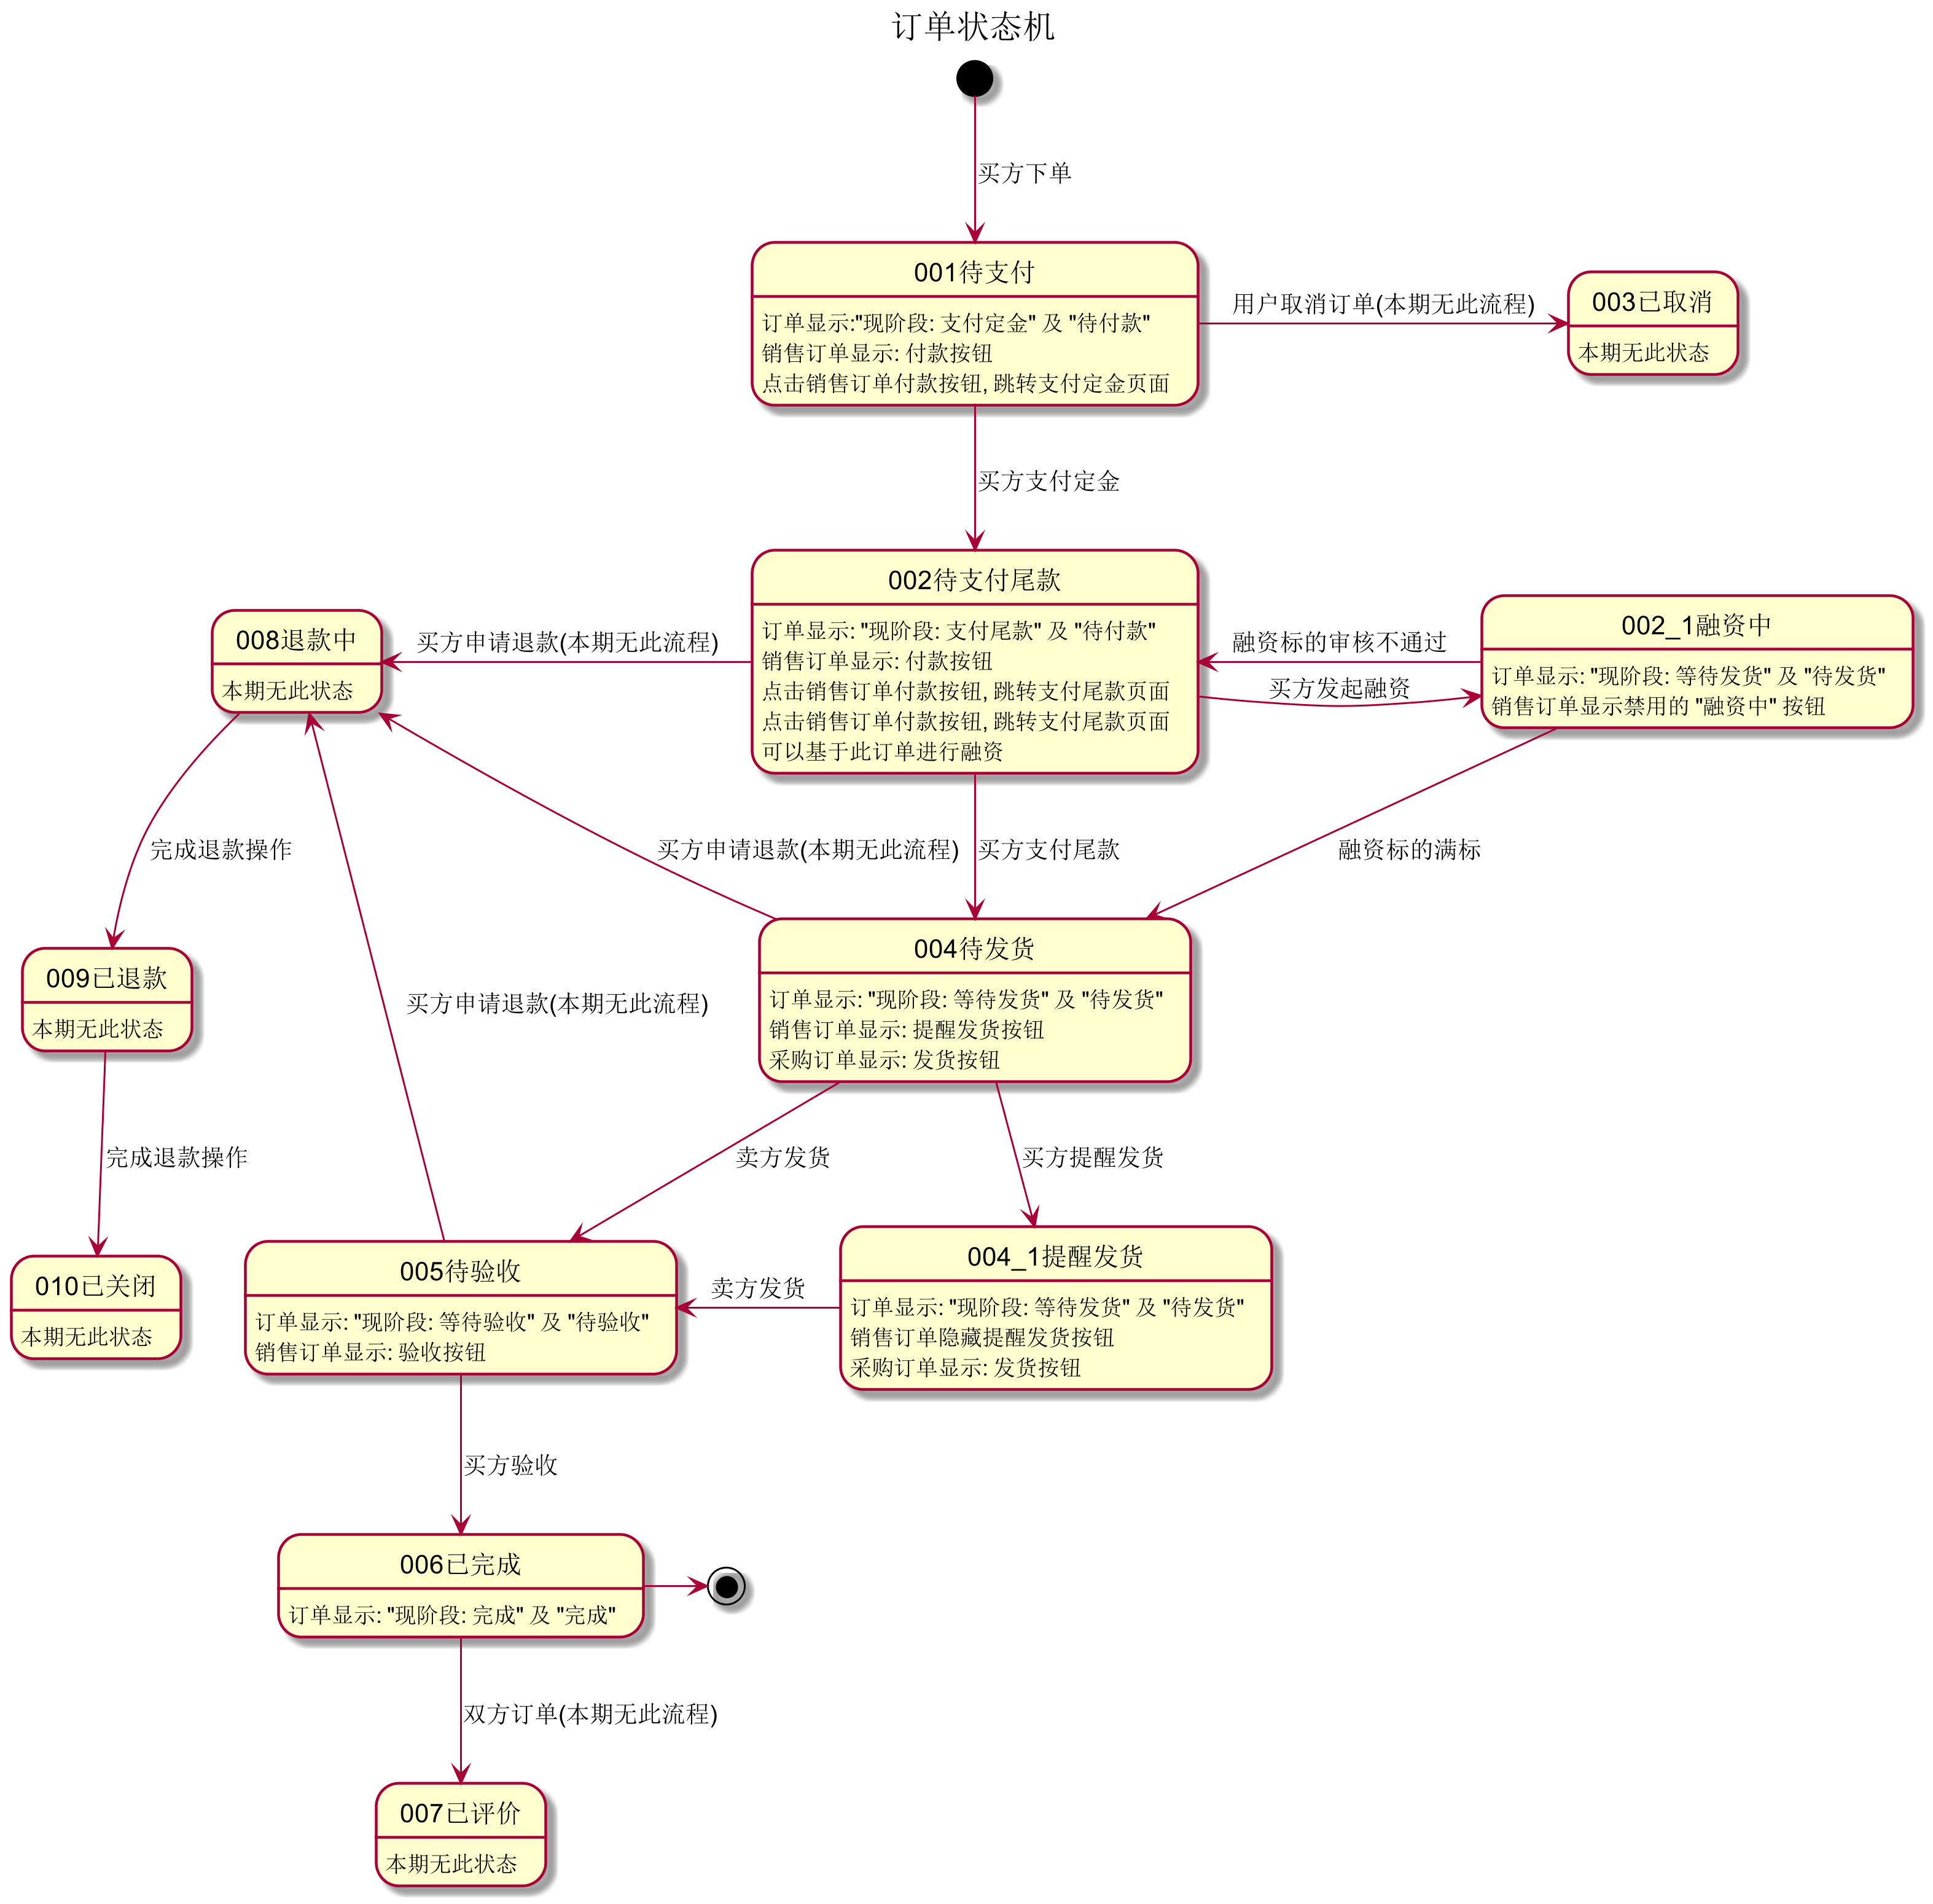 订单状态机
买方下单
001待支付
订单显示:"现阶段: 支付定金" 及 "待付款"
销售订单显示: 付款按钮
点击销售订单付款按钮, 跳转支付定金页面
用户取消订单(本期无此流程)
003已取消
本期无此状态
买方支付定金
002待支付尾款
订单显示: "现阶段: 支付尾款" 及 "待付款"
销售订单显示: 付款按钮
点击销售订单付款按钮, 跳转支付尾款页面
点击销售订单付款按钮, 跳转支付尾款页面
可以基于此订单进行融资
008退款中
本期无此状态
买方申请退款(本期无此流程)
融资标的审核不通过
买方发起融资
002_1融资中
订单显示: "现阶段: 等待发货" 及 "待发货"
销售订单显示禁用的 "融资中" 按钮
完成退款操作
买方申请退款(本期无此流程)
买方支付尾款
融资标的满标
009已退款
本期无此状态
买方申请退款(本期无此流程)
004待发货
订单显示: "现阶段: 等待发货" 及 "待发货"
销售订单显示: 提醒发货按钮
采购订单显示: 发货按钮
完成退款操作
卖方发货
买方提醒发货
010已关闭
本期无此状态
005待验收
订单显示: "现阶段: 等待验收" 及 "待验收"
销售订单显示: 验收按钮
卖方发货
004_1提醒发货
订单显示: "现阶段: 等待发货" 及 "待发货"
销售订单隐藏提醒发货按钮
采购订单显示: 发货按钮
买方验收
006已完成
订单显示: "现阶段: 完成" 及 "完成"
双方订单(本期无此流程)
007已评价
本期无此状态